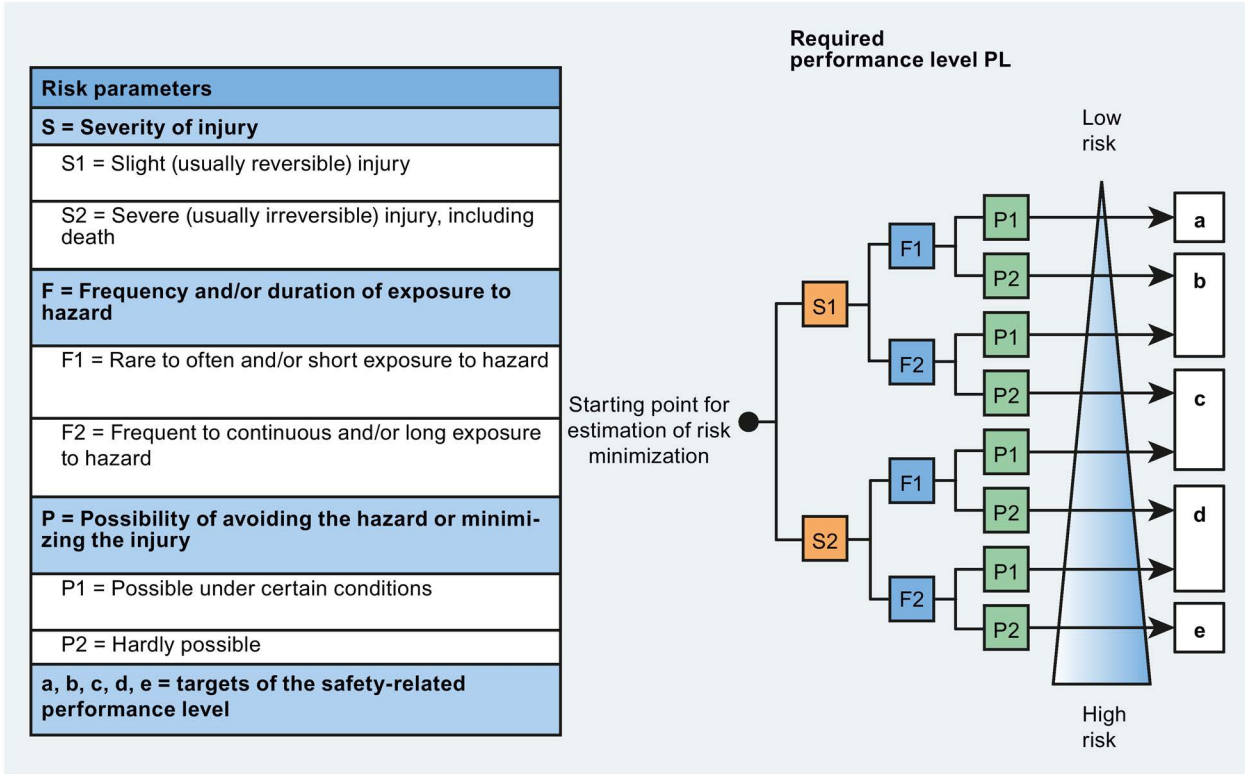 Required
performance level PL
Risk parameters
S = Severity of injury
S1 = Slight (usually reversible) injury
S2 = Severe (usually irreversible) injury, including
death
F = Frequency and/or duration of exposure to
hazard
F1 = Rare to often and/or short exposure to hazard
F2 = Frequent to continuous and/or long exposure
to hazard
P = Possibility of avoiding the hazard or minimi-
zing the injury
P1 = Possible under certain conditions
P2 = Hardly possible
a, b, c, d, e = targets of the safety-related
performance level
Starting point for
estimation of risk
minimization
S1
S2
F1
F2
F1
F2
P1
P2
P1
P2
P1
P2
P1
P2
Low
risk
High
risk
a
b
c
d
e